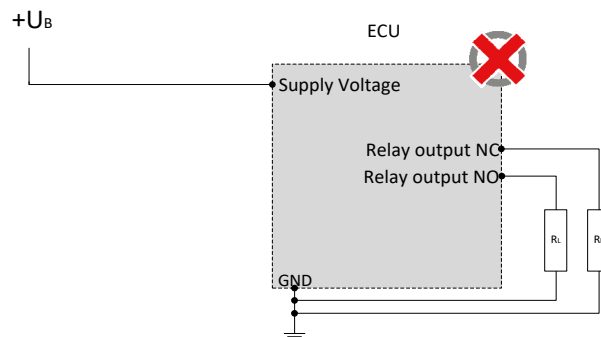 +UB
ECU
Supply Voltage
Relay output NC
Relay output NO
RL
R
GND